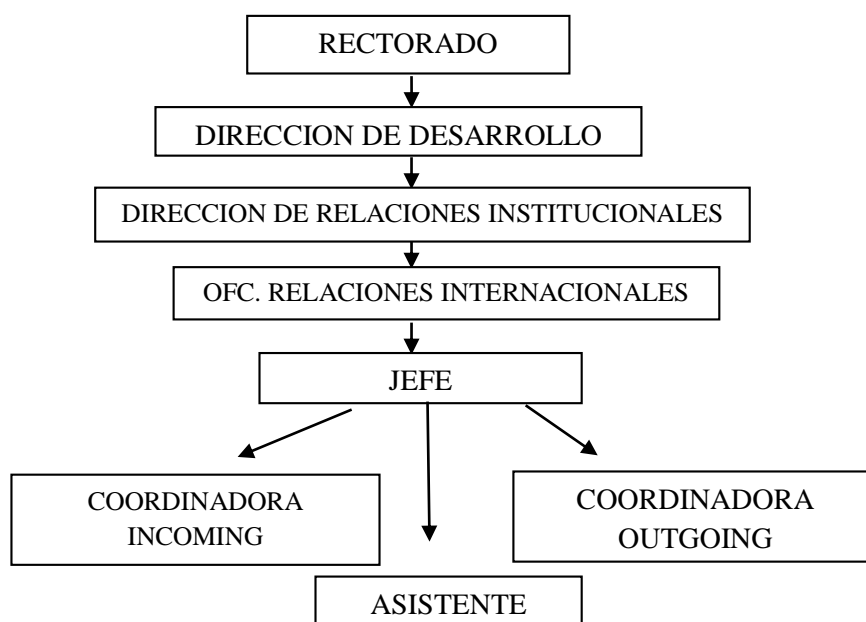 RECTORADO
DIRECCION DE DESARROLLO
DIRECCION DE RELACIONES INSTITUCIONALES
OFC. RELACIONES INTERNACIONALES
JEFE
COORDINADORA
INCOMING
COORDINADORA
OUTGOING
ASISTENTE